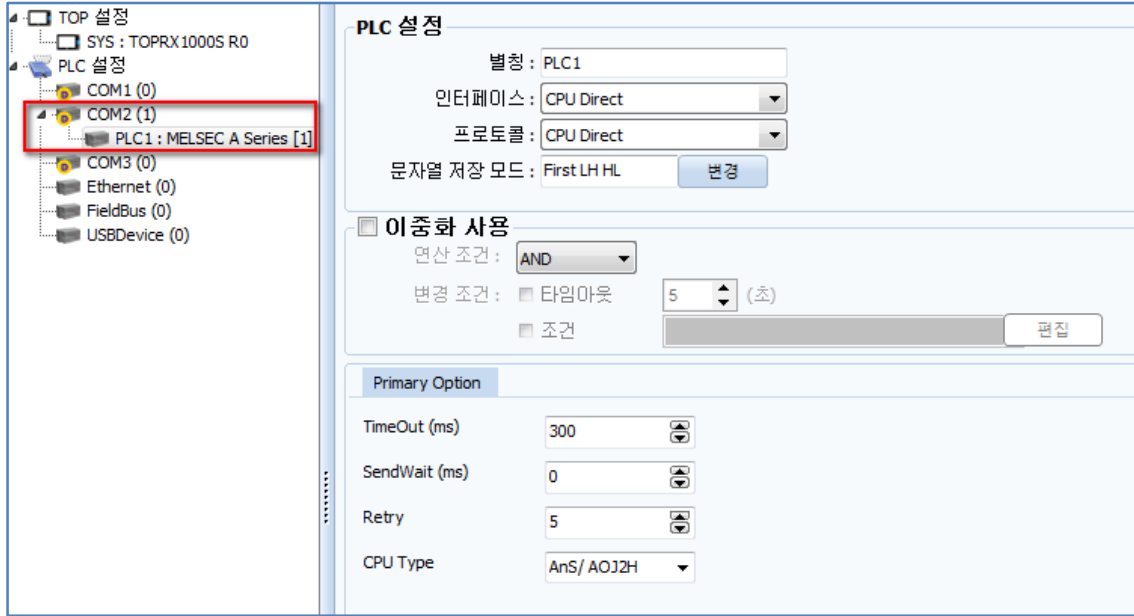 TOP 설정
SYS : TOPRX1000S R0
PLC 설정
COM1 (0)
COM2 (1)
PLC1 : MELSEC A Series [1]
COM3 (0)
Ethernet (0)
FieldBus (0)
USBDevice (0)
PLC 설정
별칭 : PLC1
인터페이스 : CPU Direct
프로토콜 : CPU Direct
문자열 저장 모드 : First LH HL 변경
이중화 사용
연산 조건 : AND
변경 조건 : 타임아웃 5 (초)
조건 편집
Primary Option
TimeOut (ms) 300
SendWait (ms) 0
Retry 5
CPU Type AnS/ AOJ2H